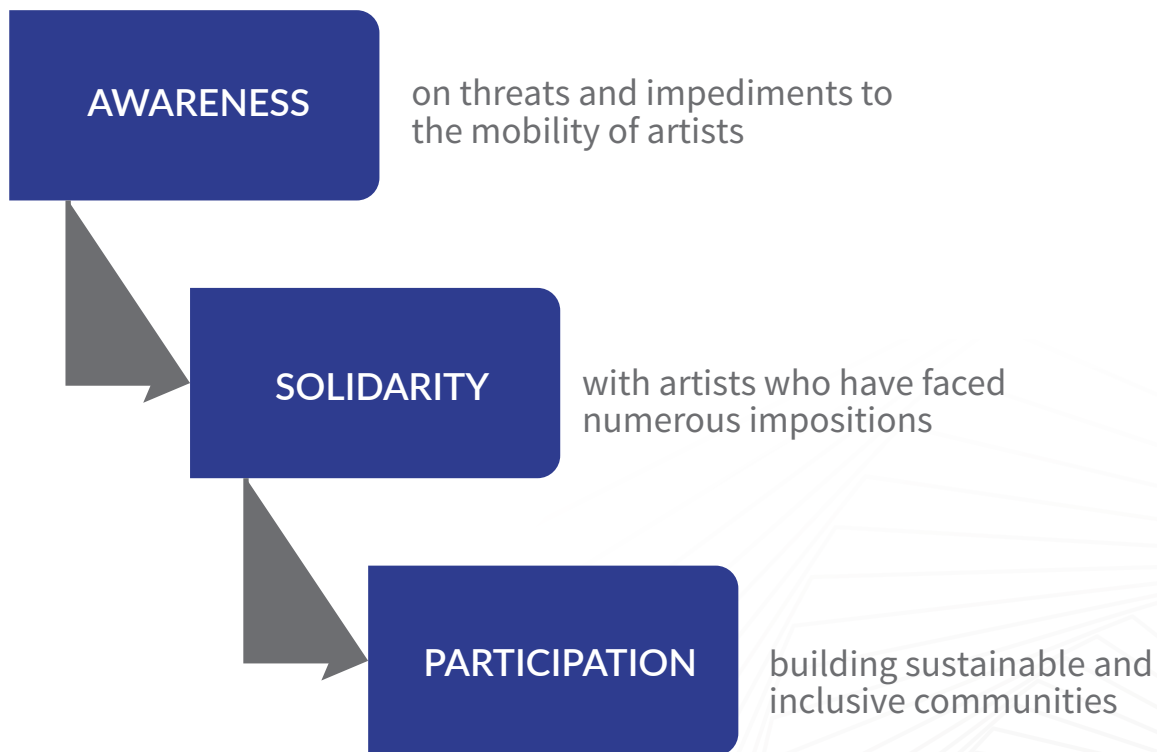 AWARENESS
on threats and impediments to
the mobility of artists
SOLIDARITY
with artists who have faced
numerous impositions
PARTICIPATION
building sustainable and
inclusive communities